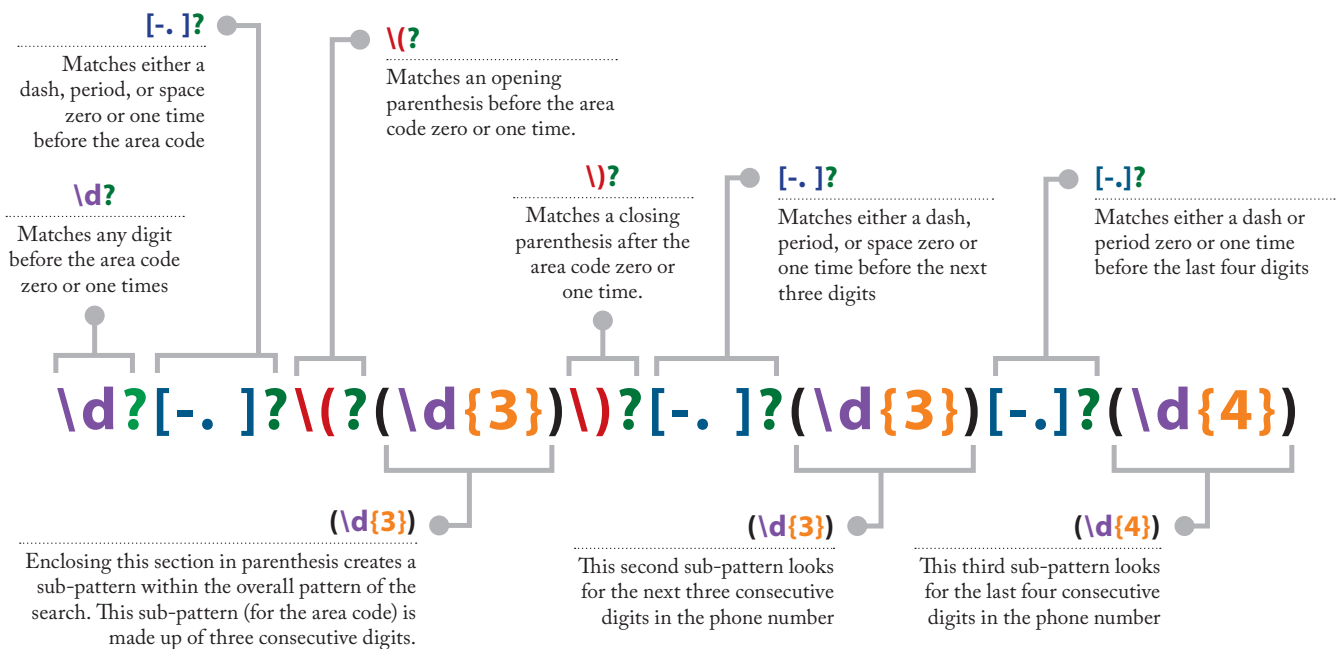 [-. ]?
Matches either a
dash, period, or space
zero or one time
before the area code
\(?
Matches an opening
parenthesis before the area
code zero or one time.
\d?
Matches any digit
before the area code
zero or one times
\)?
Matches a closing
parenthesis after the
area code zero or
one time.
[-. ]?
Matches either a dash,
period, or space zero or
one time before the next
three digits
[-.]?
Matches either a dash or
period zero or one time
before the last four digits
\d?[-. ]?\(?(\d{3})\)?[-. ]?(\d{3})[-.]?(\d{4})
(\d{3})
Enclosing this section in parenthesis creates a
sub-pattern within the overall pattern of the
search. This sub-pattern (for the area code) is
made up of three consecutive digits.
(\d{3})
This second sub-pattern looks
for the next three consecutive
digits in the phone number
(\d{4})
This third sub-pattern looks
for the last four consecutive
digits in the phone number